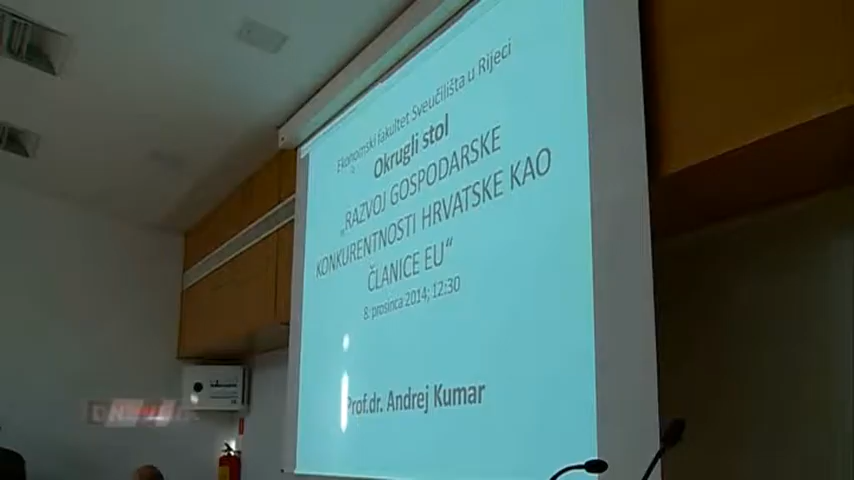 Ekonomski fakultet Sveučilišta u Rijeci
Okrugli stol
„RAZVOJ GOSPODARSKE
KONKURENTNOSTI HRVATSKE KAO
ČLANICE EU“
8. prosinca 2014; 12:30
Prof.dr. Andrej Kumar